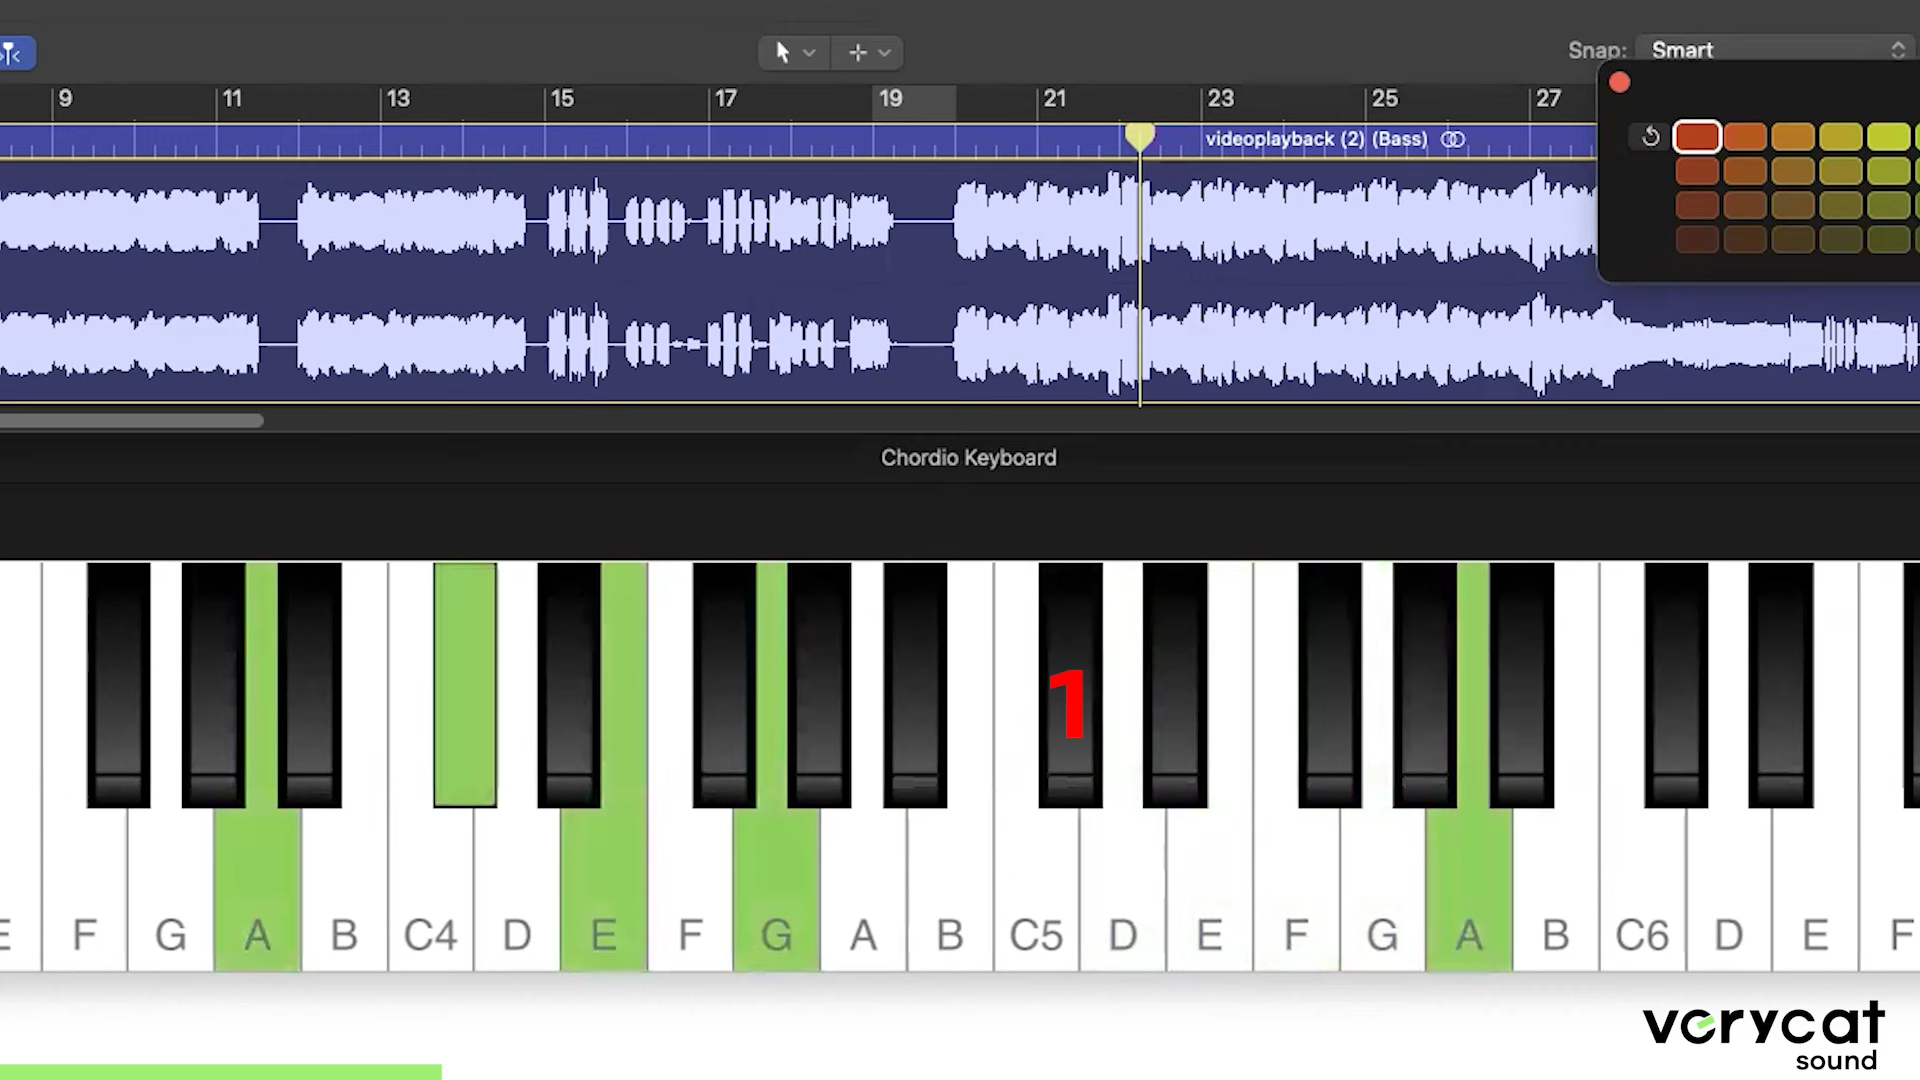 Snap: Smart
9 11 13 15 17 19 21 23 25 27
videoplayback (2) (Bass)
Chordio Keyboard
1
E F G A B C4 D E F G A B C5 D E F G A B C6 D E F
verycat
sound